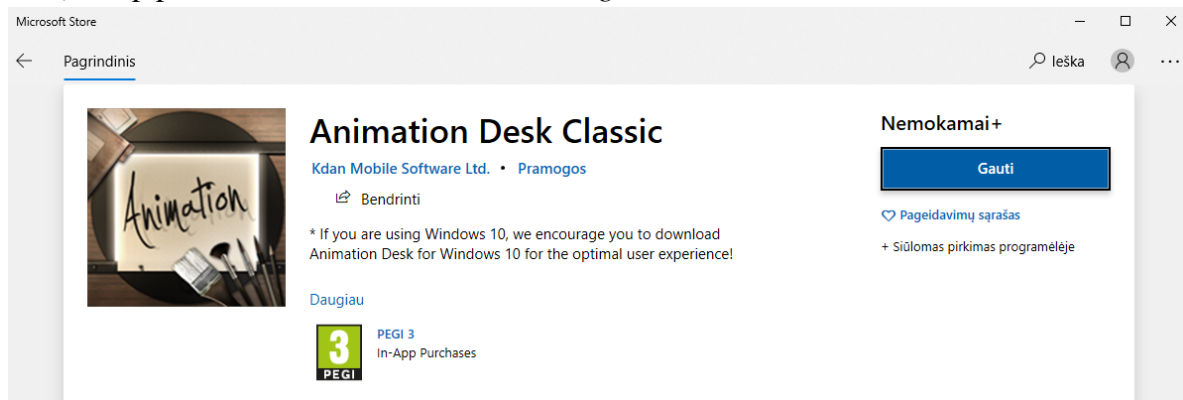 Microsoft Store
Pagrindinis
Ieška
Animation
Animation Desk Classic
Kdan Mobile Software Ltd. • Pramogos
Bendrinti
* If you are using Windows 10, we encourage you to download
Animation Desk for Windows 10 for the optimal user experience!
Daugiau
3
PEGI
PEGI 3
In-App Purchases
Nemokamai+
Gauti
Pageidavimų sąrašas
+ Siūlomas pirkimas programėlėje